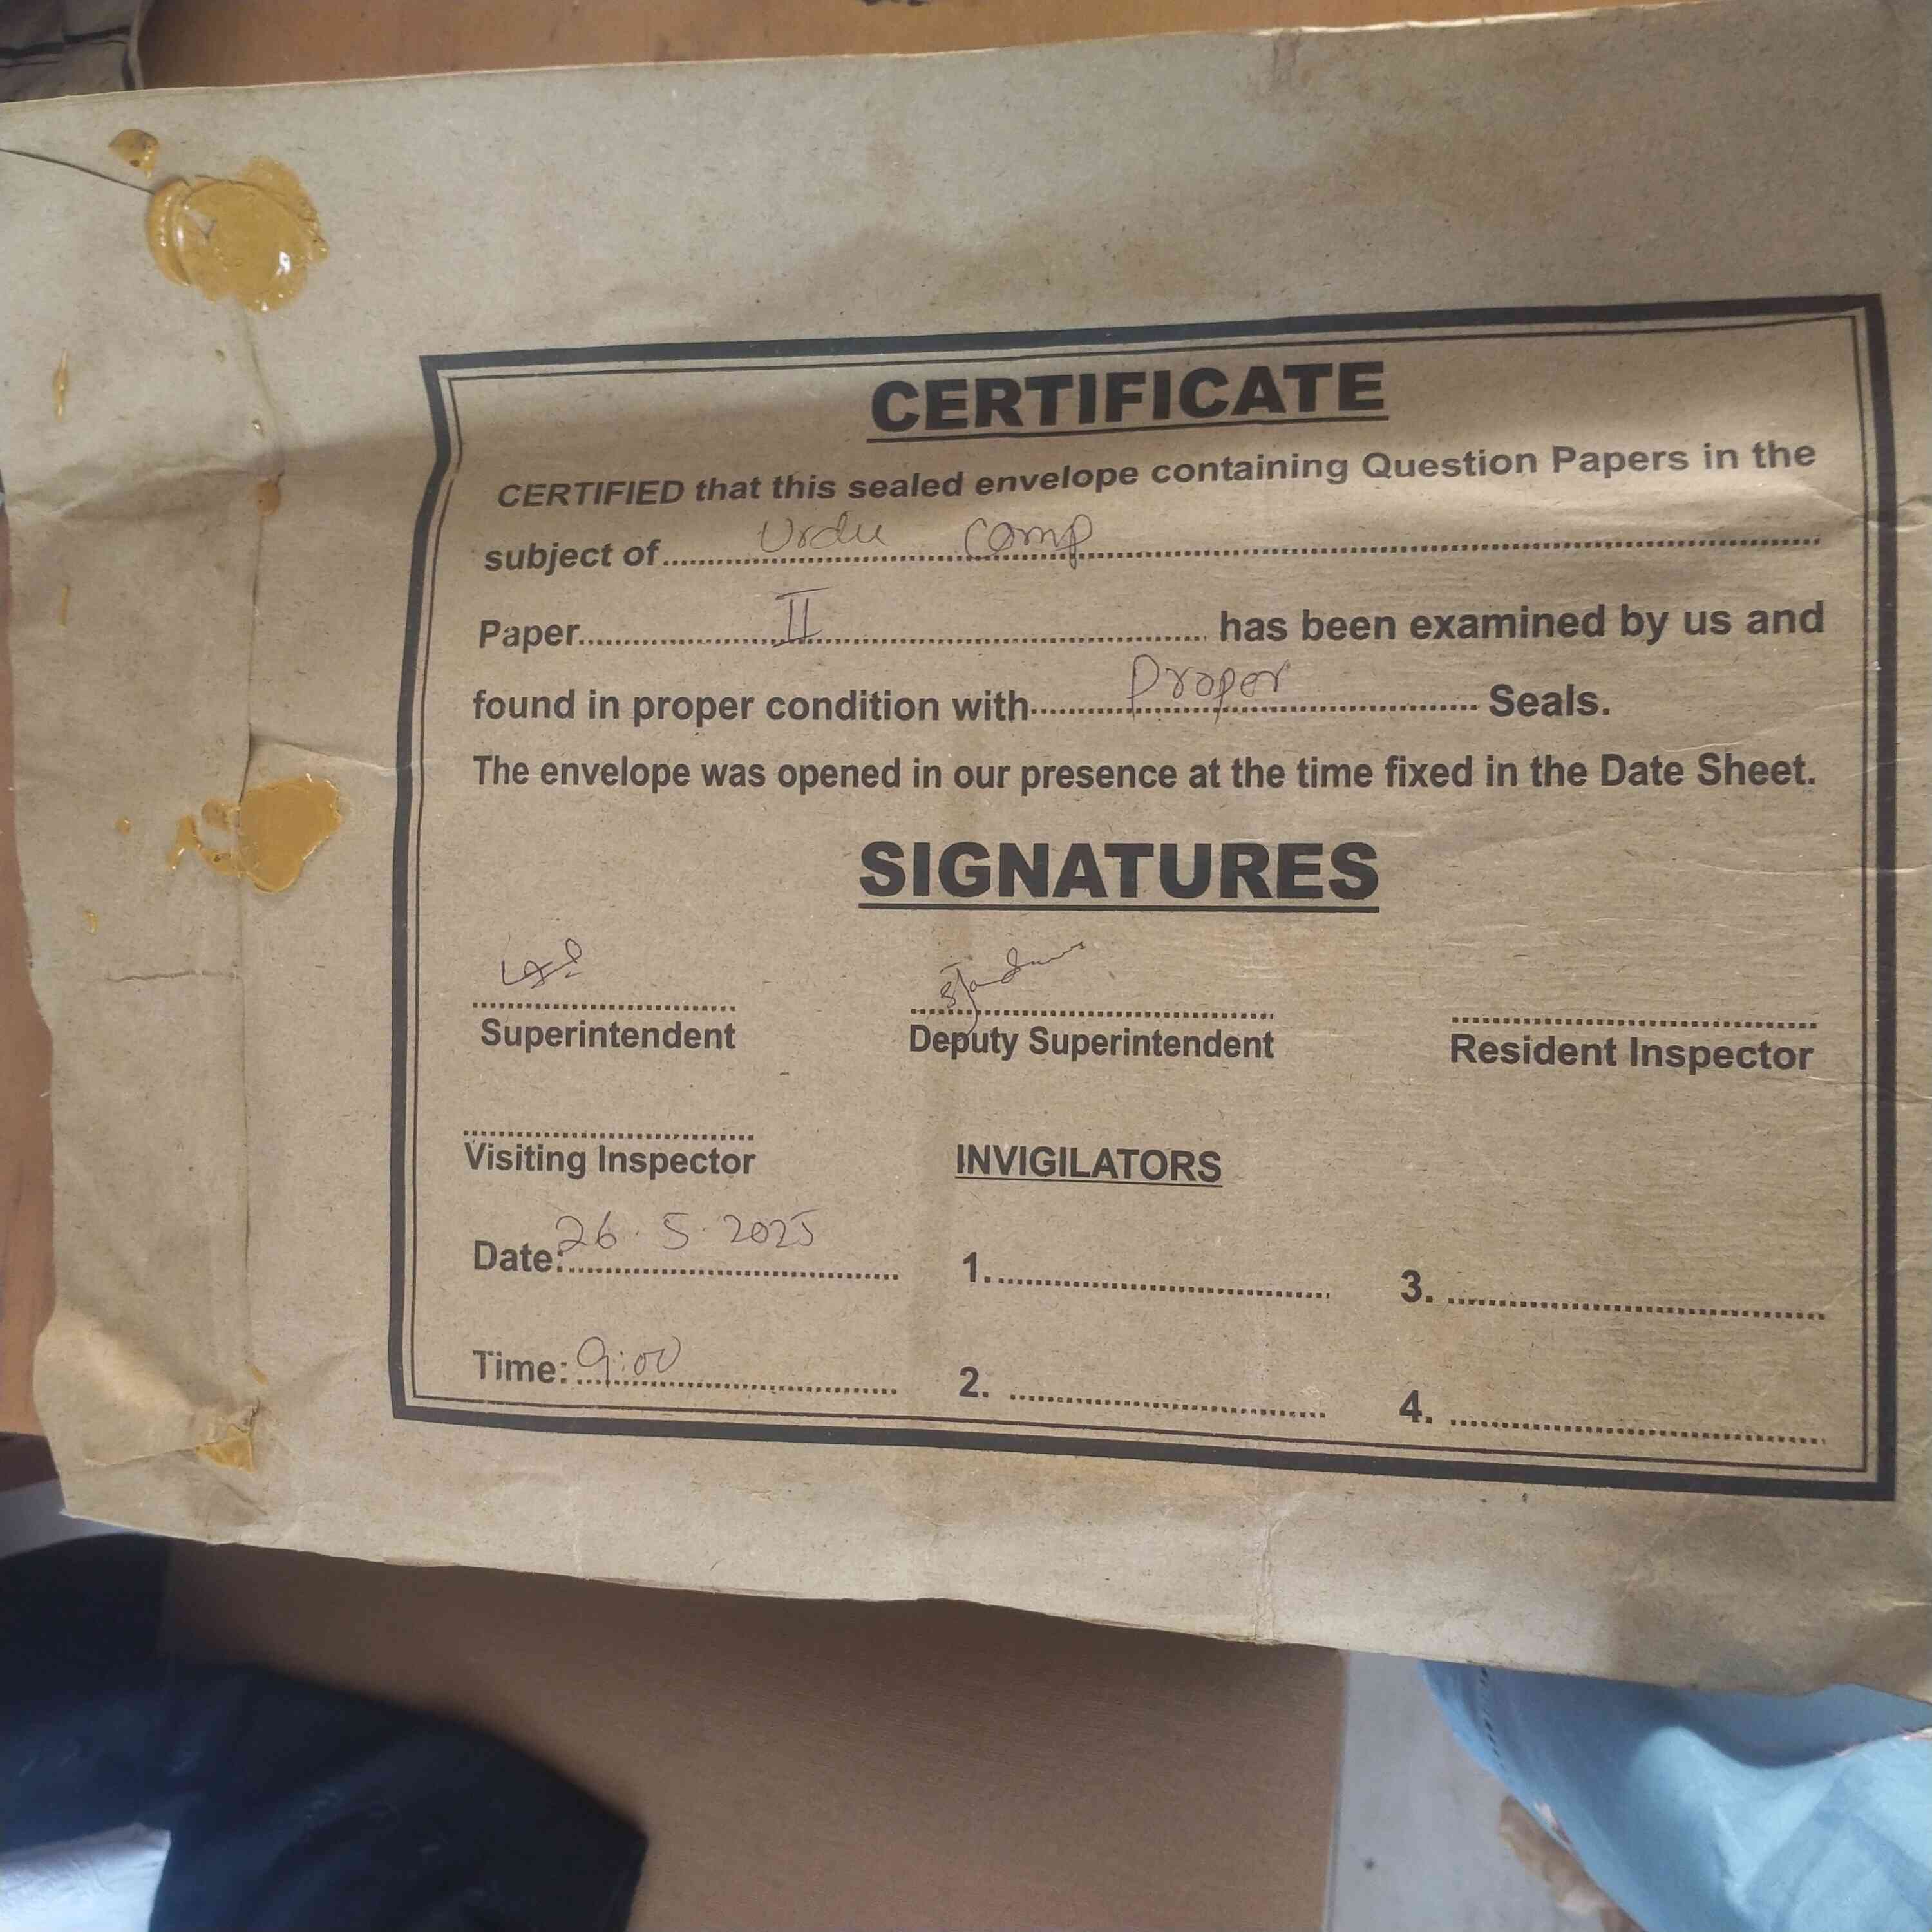 CERTIFICATE
CERTIFIED that this sealed envelope containing Question Papers in the
subject of Urdu Comp
Paper II has been examined by us and
found in proper condition with Proper Seals.
The envelope was opened in our presence at the time fixed in the Date Sheet.
SIGNATURES
Superintendent Deputy Superintendent Resident Inspector
Visiting Inspector INVIGILATORS
Date: 26.5.2025 1. 3.
Time: 9:00 2. 4.